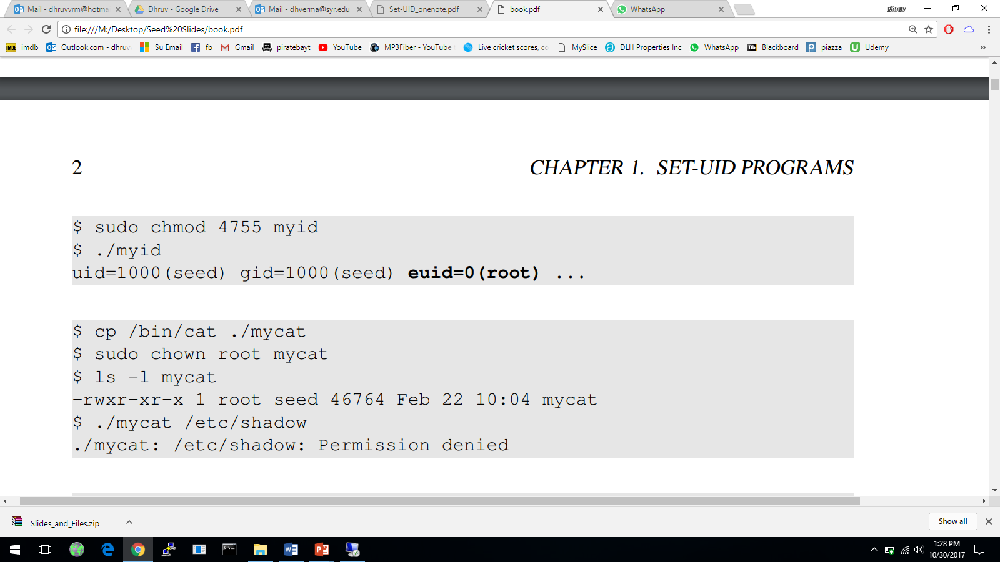 Mail - dhruvvrm@hotma
Dhruv - Google Drive
Mail - dhverma@syr.edu
Set-UID_onenote.pdf
book.pdf
WhatsApp
Dhruv
file:///M:/Desktop/Seed%20Slides/book.pdf
IMDb imdb
Outlook.com - dhruv
Su Email
fb
Gmail
piratebayt
YouTube
MP3Fiber - YouTube
Live cricket scores, co
MySlice
DLH Properties Inc
WhatsApp
Bb Blackboard
piazza
Udemy
»
2
CHAPTER 1. SET-UID PROGRAMS
$ sudo chmod 4755 myid
$ ./myid
uid=1000(seed) gid=1000(seed) euid=0(root) ...
$ cp /bin/cat ./mycat
$ sudo chown root mycat
$ ls -l mycat
-rwxr-xr-x 1 root seed 46764 Feb 22 10:04 mycat
$ ./mycat /etc/shadow
./mycat: /etc/shadow: Permission denied
Slides_and_Files.zip
Show all
1:28 PM
10/30/2017